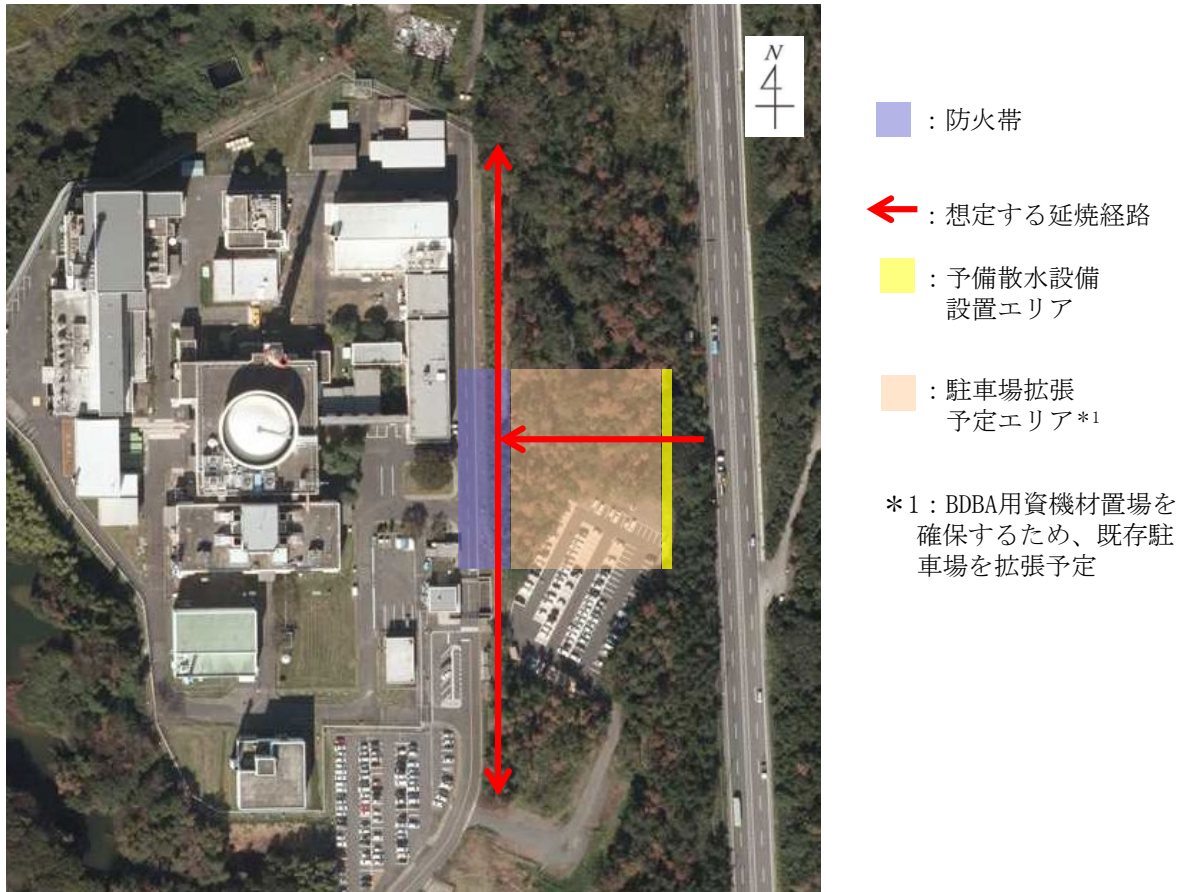 N
：防火帯
：想定する延焼経路
：予備散水設備
設置エリア
：駐車場拡張
予定エリア*1
＊1：BDBA用資機材置場を
確保するため、既存駐
車場を拡張予定